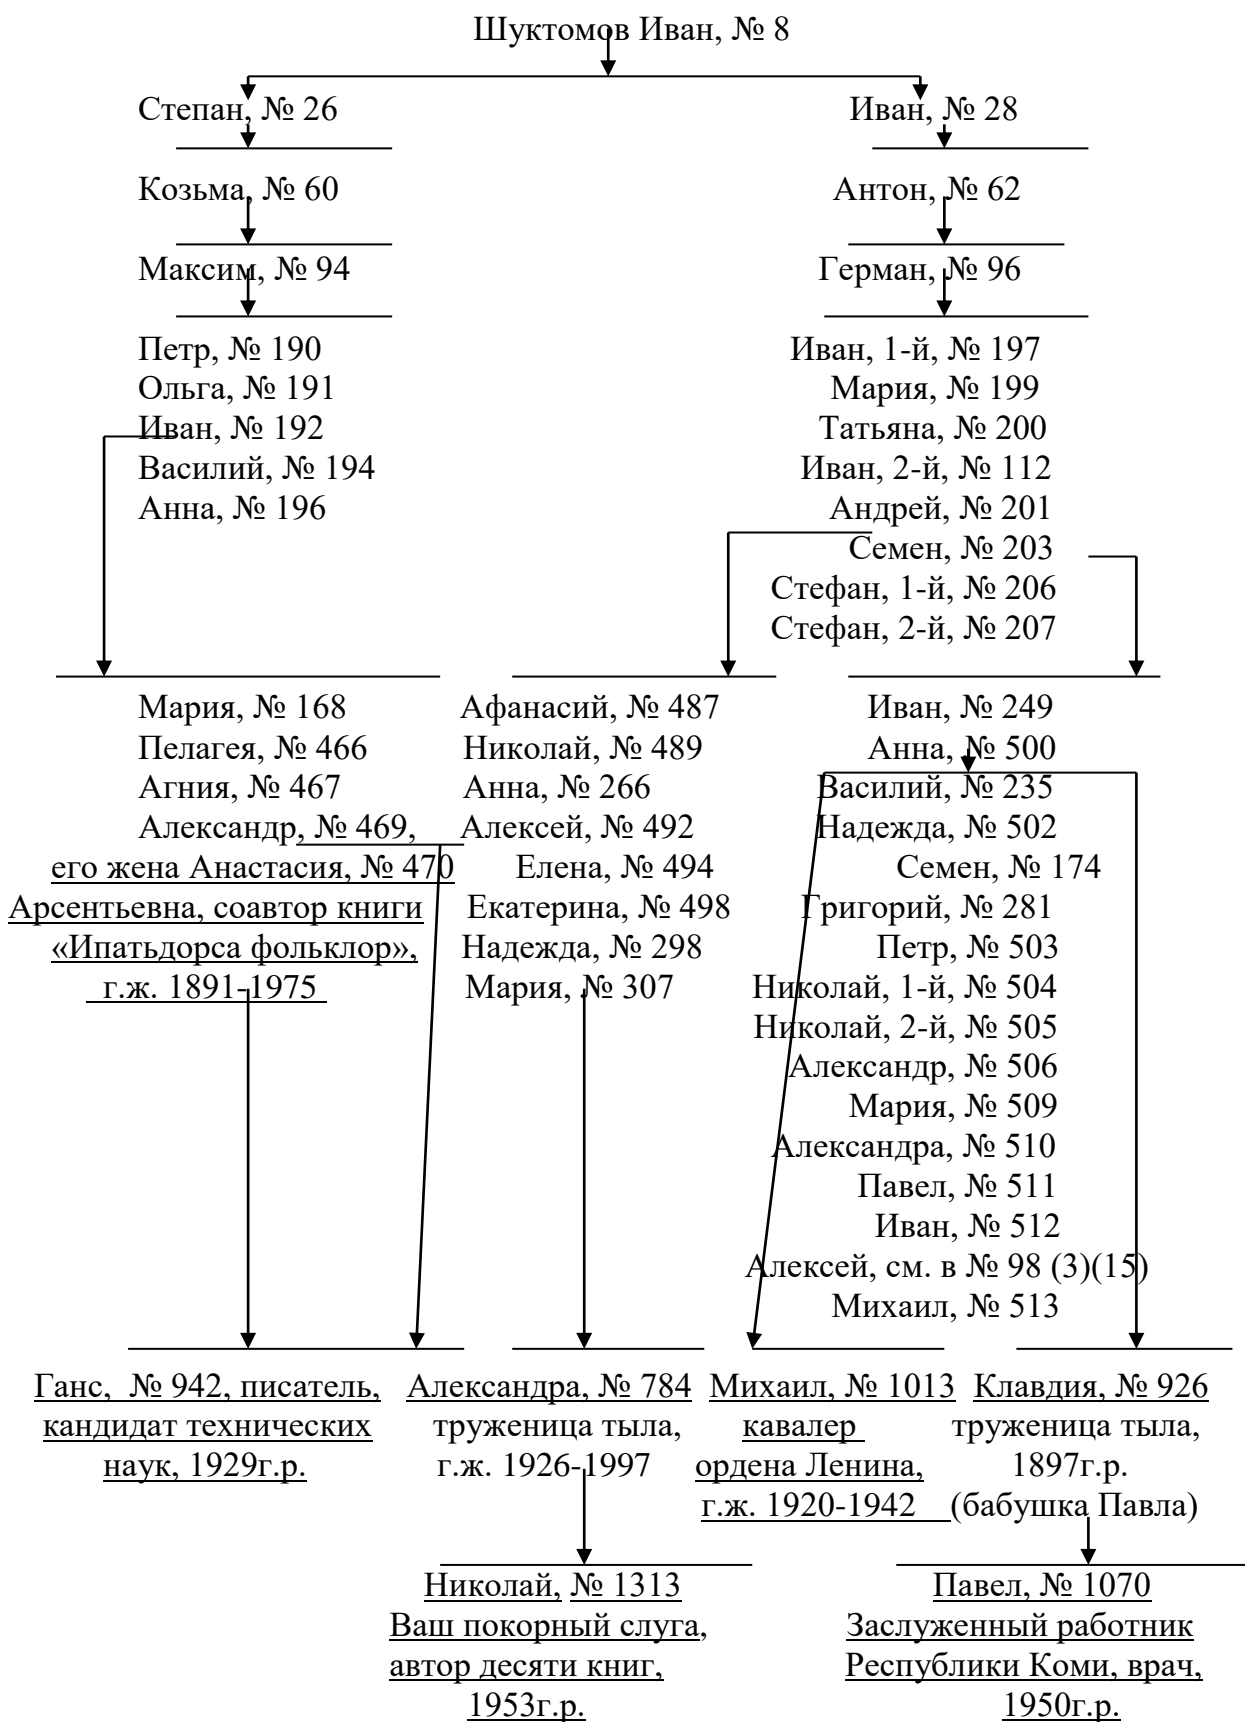 Шуктомов Иван, № 8
Степан, № 26
Иван, № 28
Козьма, № 60
Антон, № 62
Максим, № 94
Герман, № 96
Петр, № 190
Ольга, № 191
Иван, № 192
Василий, № 194
Анна, № 196
Иван, 1-й, № 197
Мария, № 199
Татьяна, № 200
Иван, 2-й, № 112
Андрей, № 201
Семен, № 203
Стефан, 1-й, № 206
Стефан, 2-й, № 207
Мария, № 168
Пелагея, № 466
Агния, № 467
Александр, № 469,
его жена Анастасия, № 470
Арсентьевна, соавтор книги
«Ипатьдорса фольклор»,
г.ж. 1891-1975
Афанасий, № 487
Николай, № 489
Анна, № 266
Алексей, № 492
Елена, № 494
Екатерина, № 498
Надежда, № 298
Мария, № 307
Иван, № 249
Анна, № 500
Василий, № 235
Надежда, № 502
Семен, № 174
Григорий, № 281
Петр, № 503
Николай, 1-й, № 504
Николай, 2-й, № 505
Александр, № 506
Мария, № 509
Александра, № 510
Павел, № 511
Иван, № 512
Алексей, см. в № 98 (3)(15)
Михаил, № 513
Ганс, № 942, писатель,
кандидат технических
наук, 1929г.р.
Александра, № 784
труженица тыла,
г.ж. 1926-1997
Михаил, № 1013
кавалер
ордена Ленина,
г.ж. 1920-1942
Клавдия, № 926
труженица тыла,
1897г.р.
(бабушка Павла)
Николай, № 1313
Ваш покорный слуга,
автор десяти книг,
1953г.р.
Павел, № 1070
Заслуженный работник
Республики Коми, врач,
1950г.р.